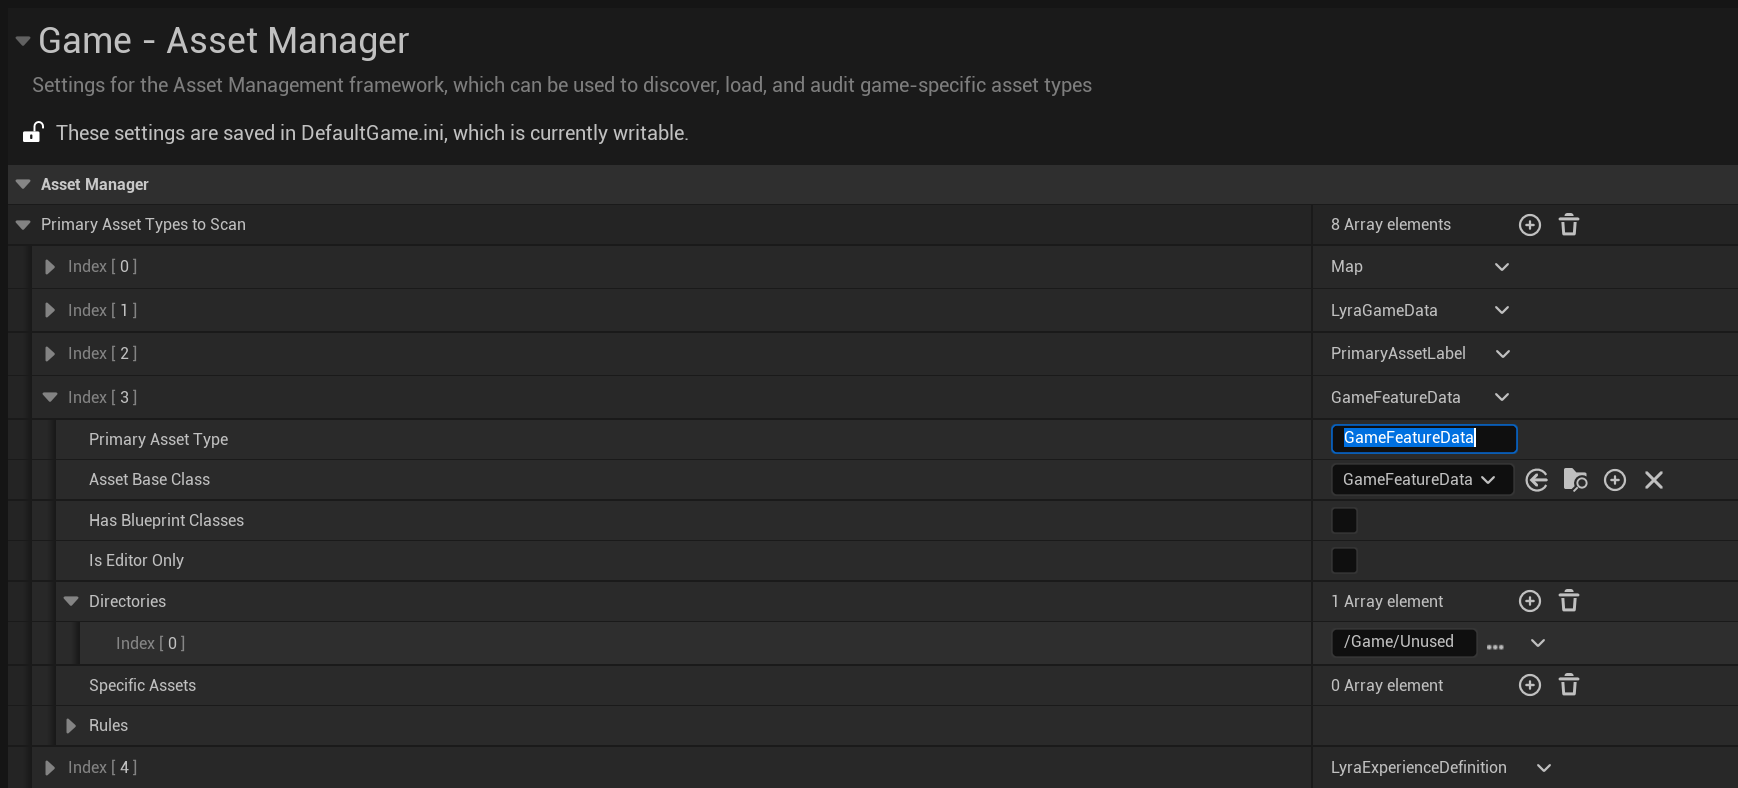 Game - Asset Manager
Settings for the Asset Management framework, which can be used to discover, load, and audit game-specific asset types
These settings are saved in DefaultGame.ini, which is currently writable.
Asset Manager
Primary Asset Types to Scan 8 Array elements
Index [ 0 ] Map
Index [ 1 ] LyraGameData
Index [ 2 ] PrimaryAssetLabel
Index [ 3 ] GameFeatureData
Primary Asset Type GameFeatureData
Asset Base Class GameFeatureData
Has Blueprint Classes
Is Editor Only
Directories 1 Array element
Index [ 0 ] /Game/Unused ...
Specific Assets 0 Array element
Rules
Index [ 4 ] LyraExperienceDefinition